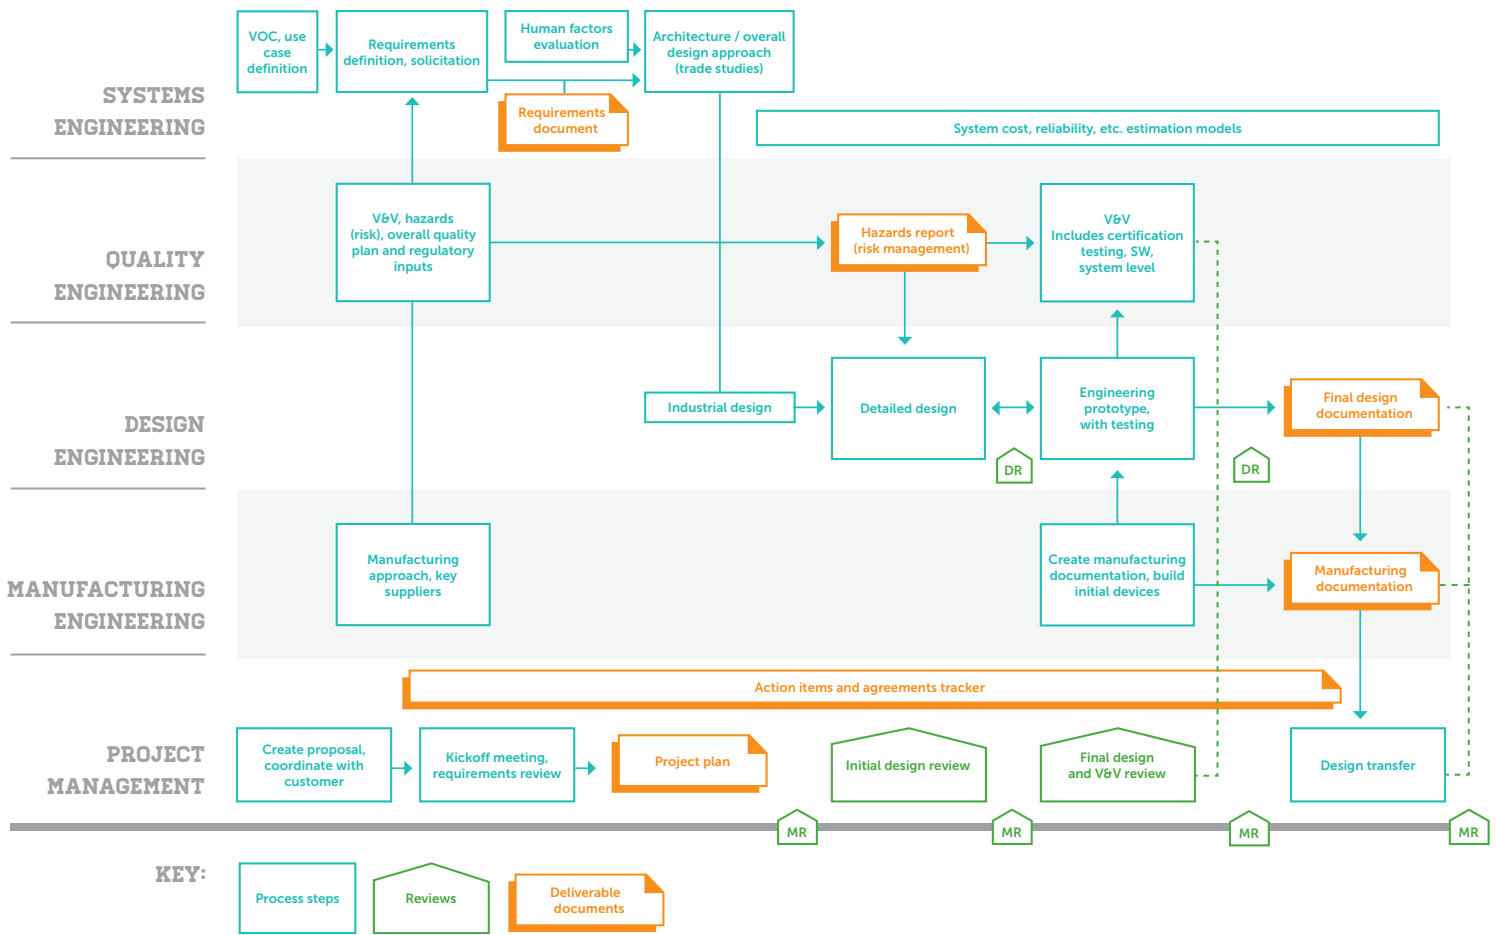 SYSTEMS
ENGINEERING
VOC, use
case
definition
Requirements
definition, solicitation
Human factors
evaluation
Architecture / overall
design approach
(trade studies)
Requirements
document
System cost, reliability, etc. estimation models
QUALITY
ENGINEERING
V&V, hazards
(risk), overall quality
plan and regulatory
inputs
Hazards report
(risk management)
V&V
Includes certification
testing, SW,
system level
DESIGN
ENGINEERING
Industrial design
Detailed design
Engineering
prototype,
with testing
Final design
documentation
DR
DR
MANUFACTURING
ENGINEERING
Manufacturing
approach, key
suppliers
Create manufacturing
documentation, build
initial devices
Manufacturing
documentation
Action items and agreements tracker
PROJECT
MANAGEMENT
Create proposal,
coordinate with
customer
Kickoff meeting,
requirements review
Project plan
Initial design review
Final design
and V&V review
Design transfer
MR
MR
MR
MR
KEY:
Process steps
Reviews
Deliverable
documents